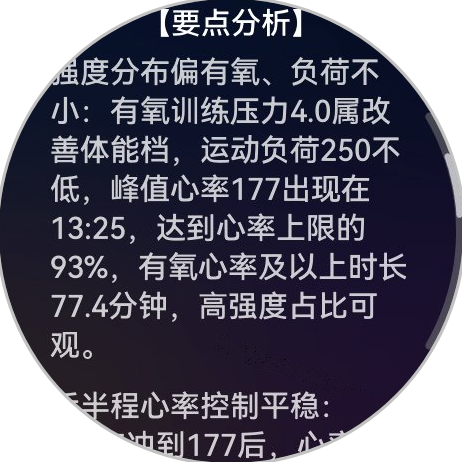 【要点分析】
强度分布偏有氧、负荷不
小：有氧训练压力4.0属改
善体能档，运动负荷250不
低，峰值心率177出现在
13:25，达到心率上限的
93%，有氧心率及以上时长
77.4分钟，高强度占比可
观。
后半程心率控制平稳：
冲到177后，心率